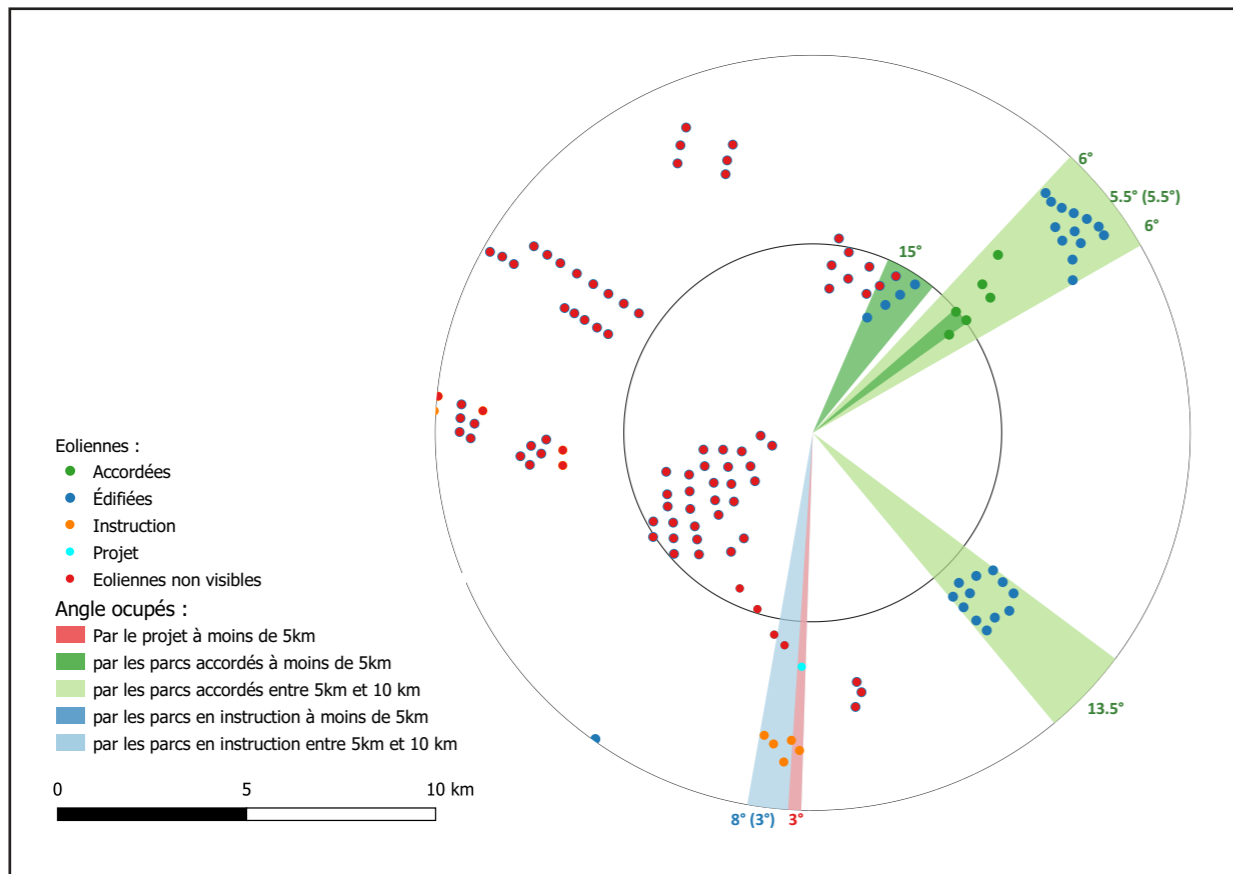 6°
5.5° (5.5°)
6°
15°
Eoliennes :
Accordées
Édifiées
Instruction
Projet
Eoliennes non visibles
Angle ocupés :
Par le projet à moins de 5km
par les parcs accordés à moins de 5km
par les parcs accordés entre 5km et 10 km
par les parcs en instruction à moins de 5km
par les parcs en instruction entre 5km et 10 km
13.5°
0 5 10 km
8° (3°) 3°